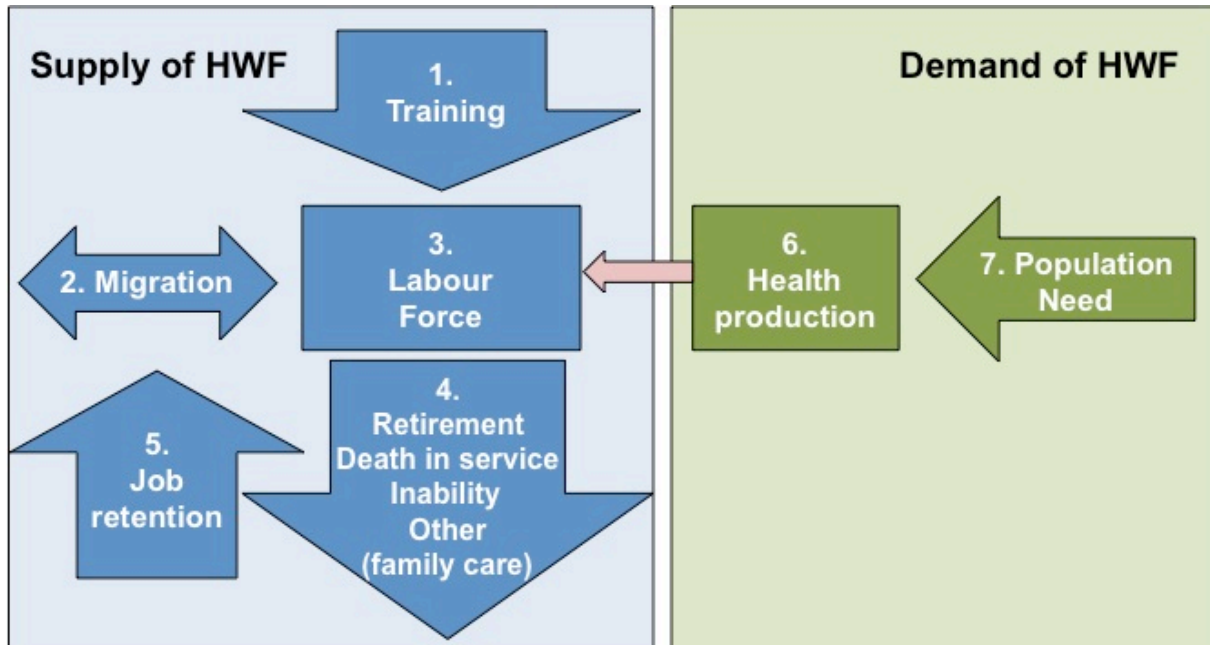 Supply of HWF
Demand of HWF
1.
Training
2. Migration
3.
Labour
Force
6.
Health
production
7. Population
Need
4.
Retirement
Death in service
Inability
Other
(family care)
5.
Job
retention